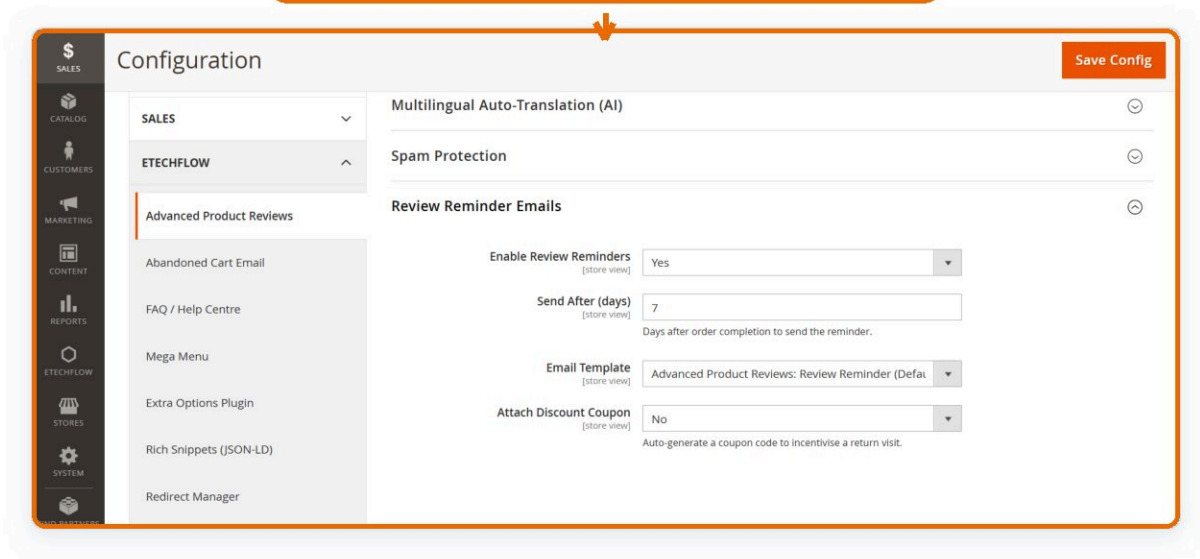 $
SALES
Configuration
Save Config
CATALOG
CUSTOMERS
MARKETING
CONTENT
REPORTS
ETECHFLOW
STORES
SYSTEM
FIND PARTNERS
SALES
ETECHFLOW
Advanced Product Reviews
Abandoned Cart Email
FAQ / Help Centre
Mega Menu
Extra Options Plugin
Rich Snippets (JSON-LD)
Redirect Manager
Multilingual Auto-Translation (AI)
Spam Protection
Review Reminder Emails
Enable Review Reminders
[store view]
Yes
Send After (days)
[store view]
7
Days after order completion to send the reminder.
Email Template
[store view]
Advanced Product Reviews: Review Reminder (Defau
Attach Discount Coupon
[store view]
No
Auto-generate a coupon code to incentivise a return visit.